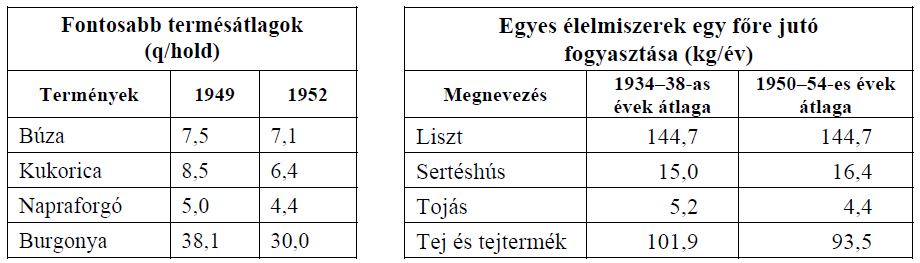 Fontosabb termésátlagok
(q/hold)
Termények 1949 1952
Búza 7,5 7,1
Kukorica 8,5 6,4
Napraforgó 5,0 4,4
Burgonya 38,1 30,0
Egyes élelmiszerek egy főre jutó
fogyasztása (kg/év)
Megnevezés 1934–38-as évek átlaga 1950–54-es évek átlaga
Liszt 144,7 144,7
Sertéshús 15,0 16,4
Tojás 5,2 4,4
Tej és tejtermék 101,9 93,5